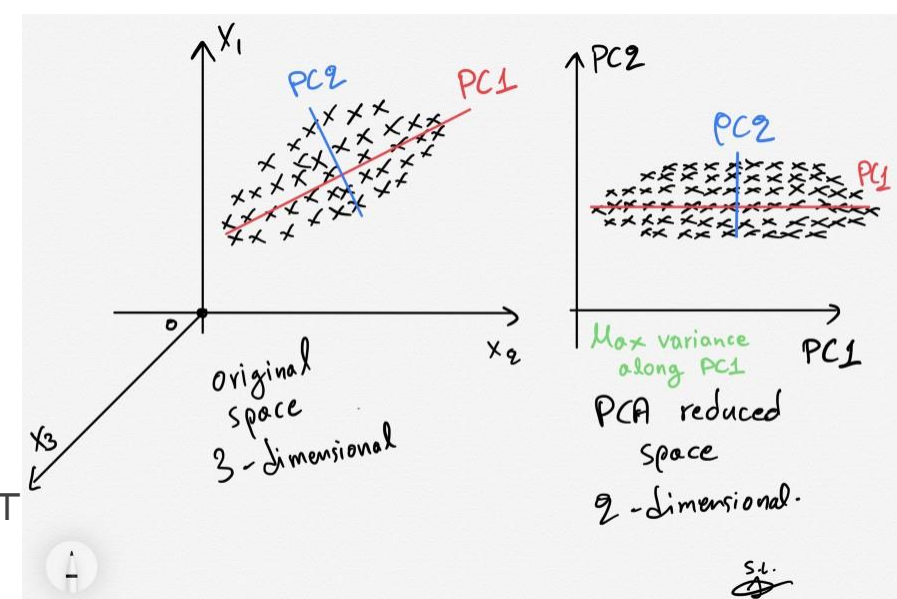 X₁
PC2
PC1
0
X₂
X₃
original
space
3-dimensional
T
PC2
PC2
PC1
PC1
Max variance
along PC1
PCA reduced
space
2-dimensional.
S.L.